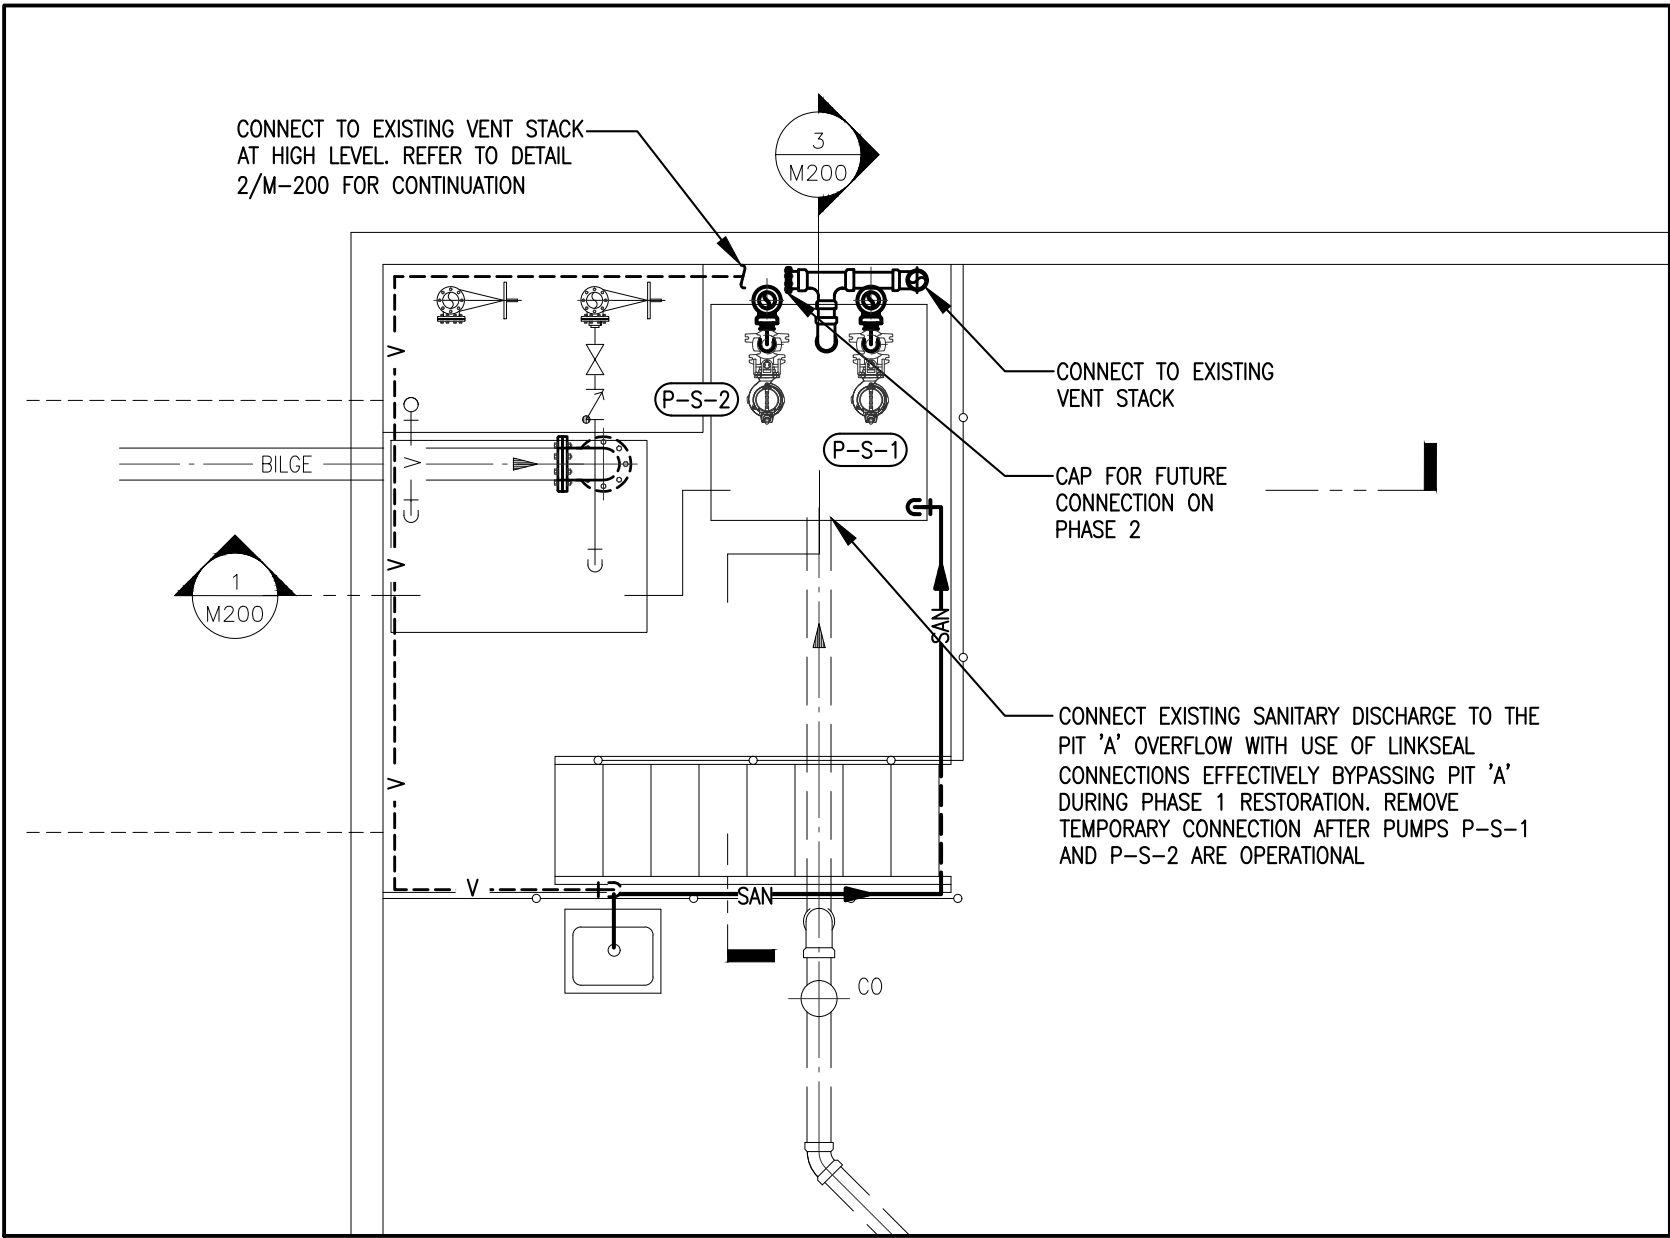 CONNECT TO EXISTING VENT STACK
AT HIGH LEVEL. REFER TO DETAIL
2/M-200 FOR CONTINUATION
3
M200
CONNECT TO EXISTING
VENT STACK
V
P-S-2
P-S-1
BILGE
V
CAP FOR FUTURE
CONNECTION ON
PHASE 2
V
1
M200
SAN
CONNECT EXISTING SANITARY DISCHARGE TO THE
PIT 'A' OVERFLOW WITH USE OF LINKSEAL
CONNECTIONS EFFECTIVELY BYPASSING PIT 'A'
DURING PHASE 1 RESTORATION. REMOVE
TEMPORARY CONNECTION AFTER PUMPS P-S-1
AND P-S-2 ARE OPERATIONAL
V
V
SAN
CO